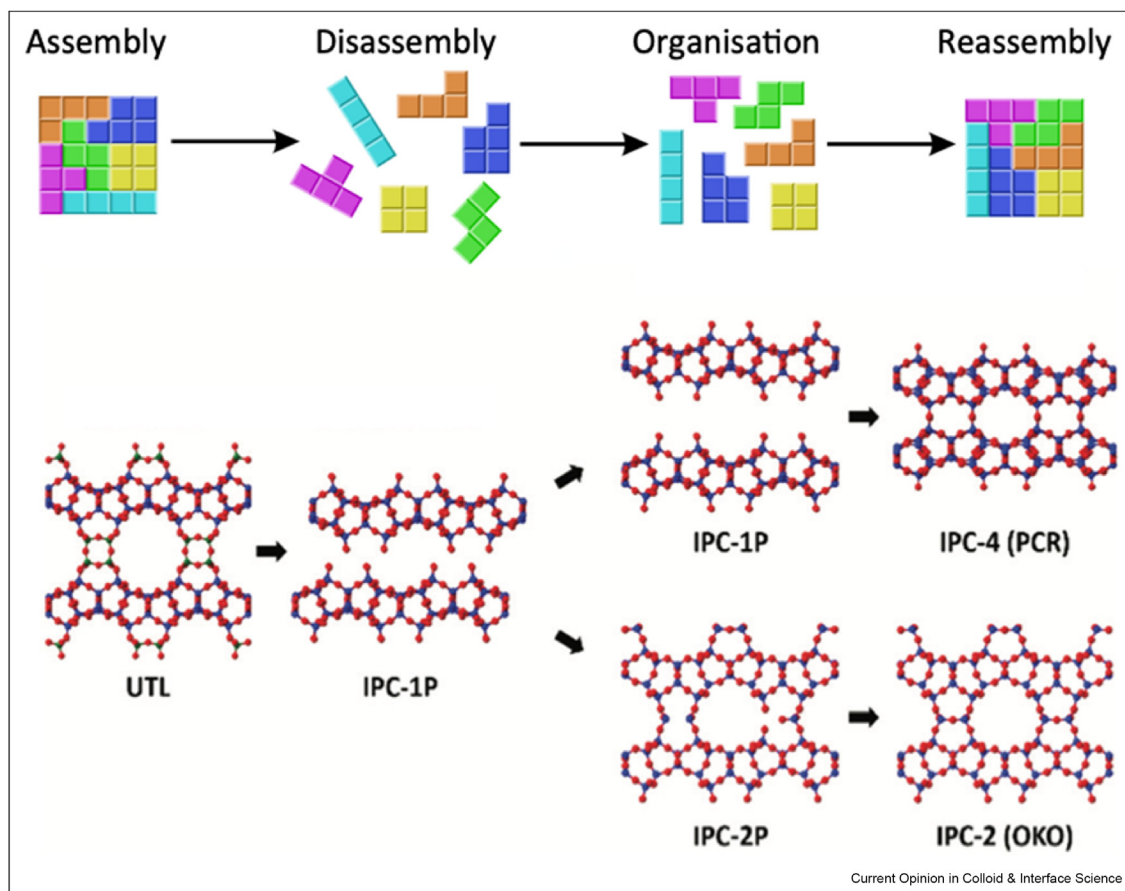 Assembly
Disassembly
Organisation
Reassembly
UTL
IPC-1P
IPC-1P
IPC-4 (PCR)
IPC-2P
IPC-2 (OKO)
Current Opinion in Colloid & Interface Science